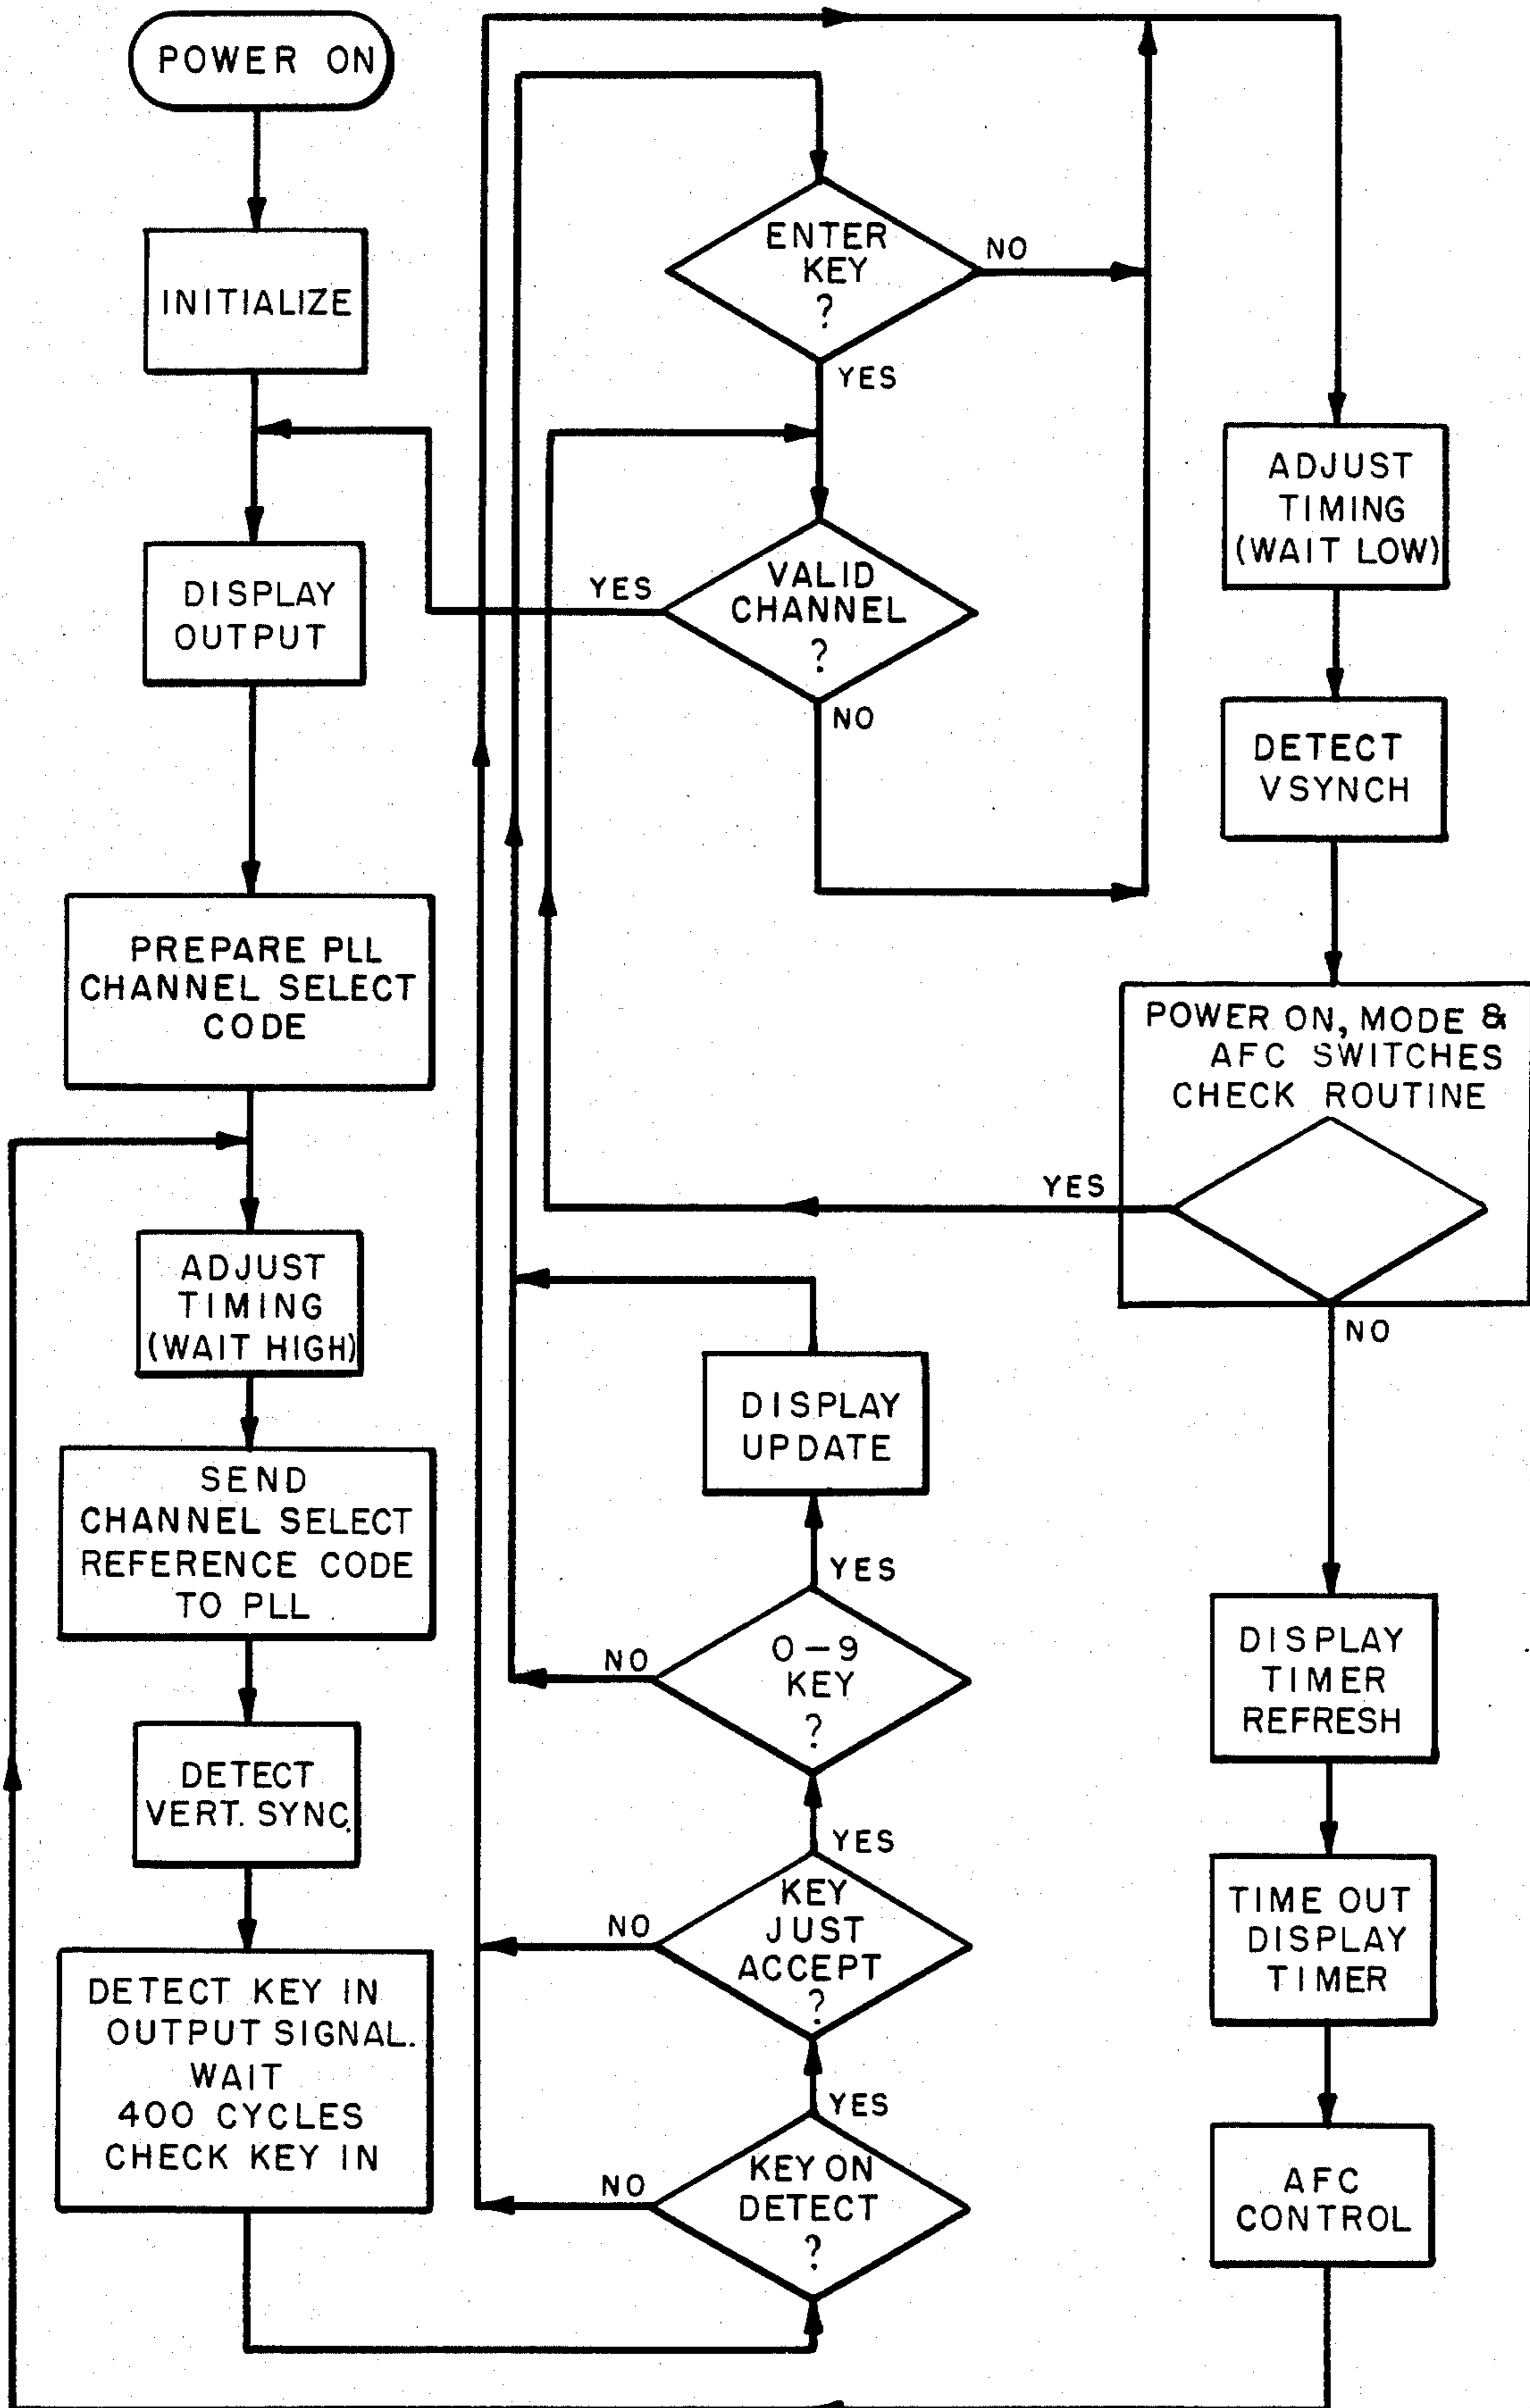 POWER ON
INITIALIZE
DISPLAY
OUTPUT
PREPARE PLL
CHANNEL SELECT
CODE
ADJUST
TIMING
(WAIT HIGH)
SEND
CHANNEL SELECT
REFERENCE CODE
TO PLL
DETECT
VERT. SYNC.
DETECT KEY IN
OUTPUT SIGNAL.
WAIT
400 CYCLES
CHECK KEY IN
ENTER
KEY
?
NO
YES
VALID
CHANNEL
?
YES
NO
DISPLAY
UPDATE
YES
0-9
KEY
?
NO
YES
KEY
JUST
ACCEPT
?
NO
YES
KEY ON
DETECT
?
NO
ADJUST
TIMING
(WAIT LOW)
DETECT
VSYNCH
POWER ON, MODE &
AFC SWITCHES
CHECK ROUTINE
YES
NO
DISPLAY
TIMER
REFRESH
TIME OUT
DISPLAY
TIMER
AFC
CONTROL